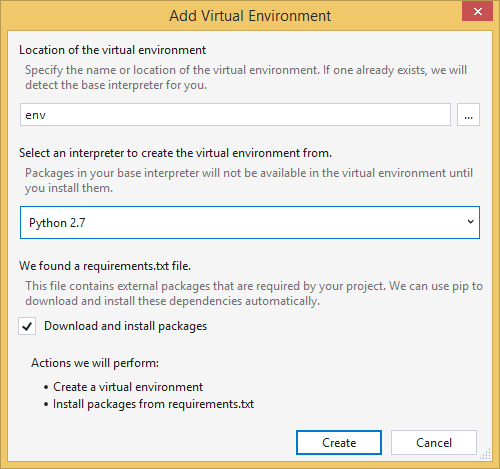 Add Virtual Environment
Location of the virtual environment
Specify the name or location of the virtual environment. If one already exists, we will
detect the base interpreter for you.
env
...
Select an interpreter to create the virtual environment from.
Packages in your base interpreter will not be available in the virtual environment until
you install them.
Python 2.7
We found a requirements.txt file.
This file contains external packages that are required by your project. We can use pip to
download and install these dependencies automatically.
Download and install packages
Actions we will perform:
• Create a virtual environment
• Install packages from requirements.txt
Create
Cancel